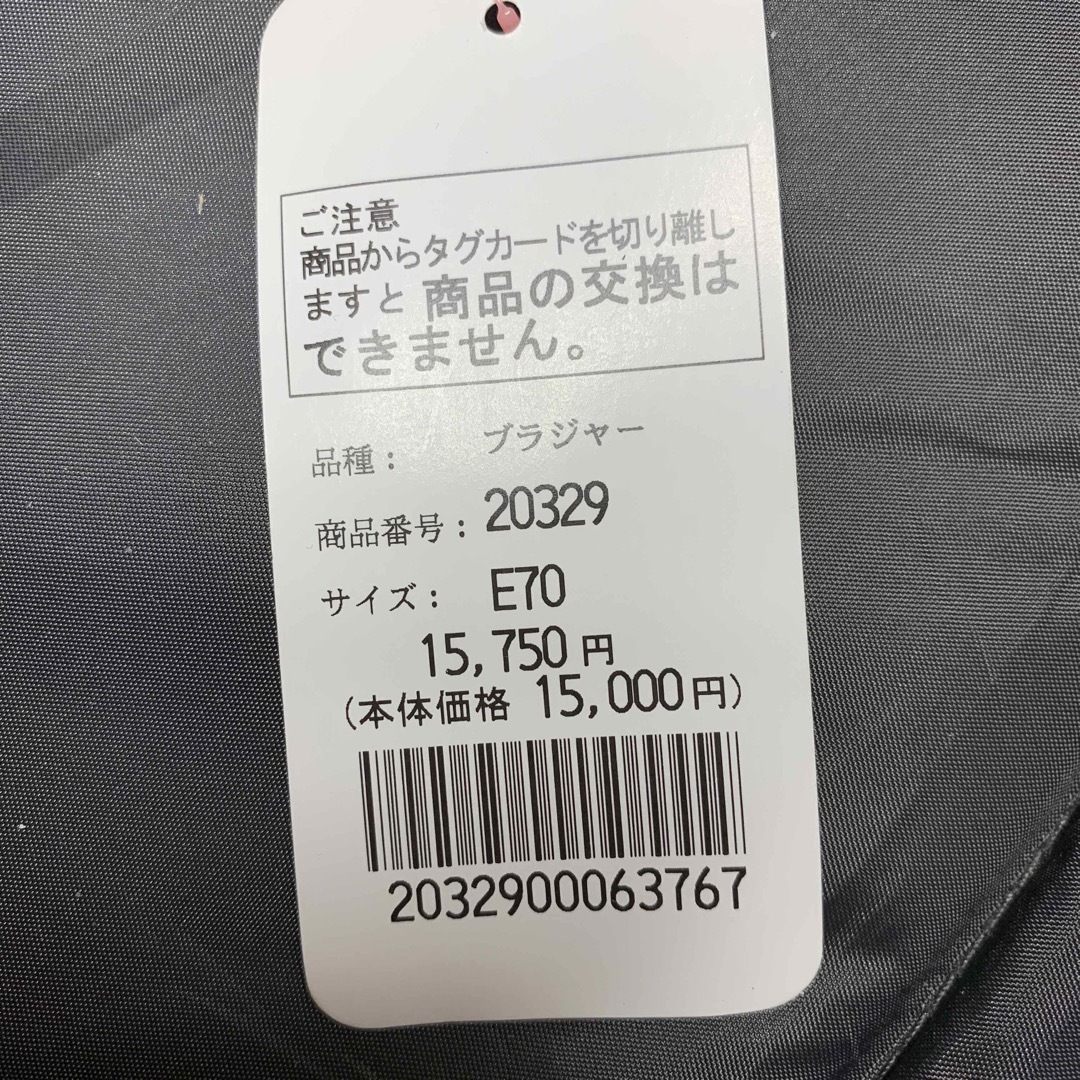 ご注意
商品からタグカードを切り離し
ますと 商品の交換は
できません。
品種： ブラジャー
商品番号： 20329
サイズ： E70
15,750円
（本体価格 15,000円）
2032900063767